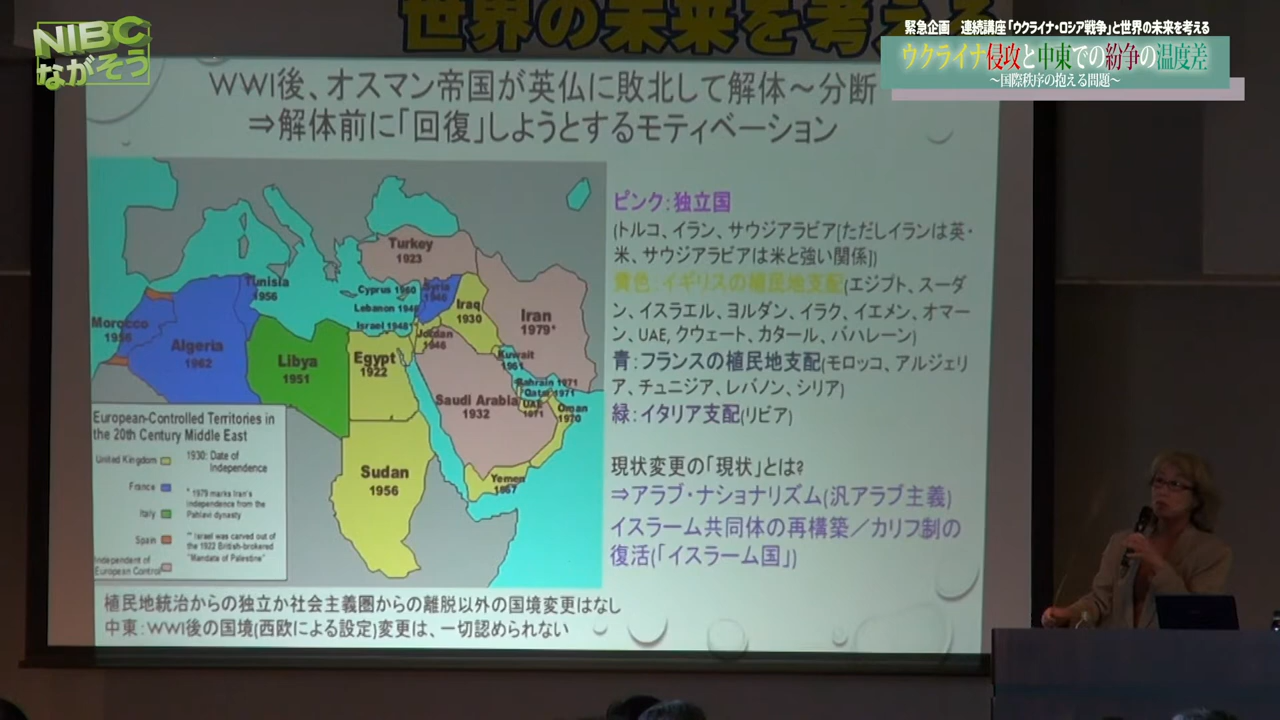 NIBC
ながそう
世界の未来を考える
緊急企画　連続講座「ウクライナ・ロシア戦争」と世界の未来を考える
ウクライナ侵攻と中東での紛争の温度差
～国際秩序の抱える問題～
WWI後、オスマン帝国が英仏に敗北して解体～分断
⇒解体前に「回復」しようとするモティベーション
Turkey
1923
Tunisia
1956
Cyprus 1960
Syria
1946
Lebanon 1946
Iraq
1930
Iran
1979*
Israel 1948**
Morocco
1956
Algeria
1962
Libya
1951
Egypt
1922
Jordan
1946
Kuwait
1961
Bahrain 1971
Qatar 1971
UAE
1971
Saudi Arabia
1932
Oman
1970
Sudan
1956
Yemen
1967
European-Controlled Territories in
the 20th Century Middle East
United Kingdom
France
Italy
Spain
Independent of
European Control
1930: Date of
Independence
* 1979 marks Iran's
independence from the
Pahlavi dynasty
** Israel was carved out of
the 1922 British-brokered
"Mandate of Palestine"
ピンク：独立国
(トルコ、イラン、サウジアラビア[ただしイランは英・
米、サウジアラビアは米と強い関係])
黄色：イギリスの植民地支配(エジプト、スーダ
ン、イスラエル、ヨルダン、イラク、イエメン、オマー
ン、UAE, クウェート、カタール、バハレーン)
青：フランスの植民地支配(モロッコ、アルジェリ
ア、チュニジア、レバノン、シリア)
緑：イタリア支配(リビア)
現状変更の「現状」とは?
⇒アラブ・ナショナリズム(汎アラブ主義)
イスラーム共同体の再構築／カリフ制の
復活(「イスラーム国」)
植民地統治からの独立か社会主義圏からの離脱以外の国境変更はなし
中東：WWI後の国境(西欧による設定)変更は、一切認められない